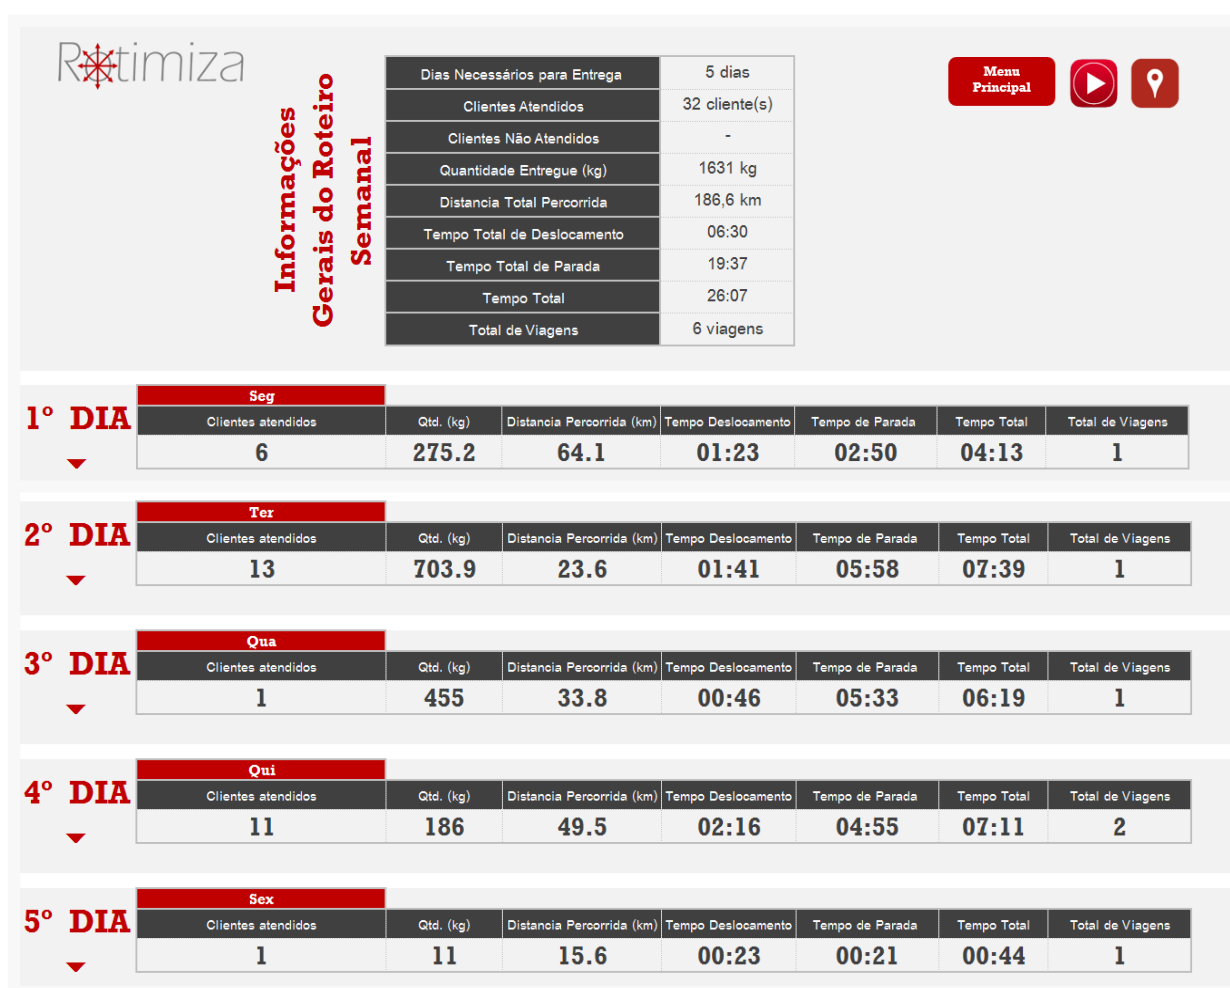 Rotimiza
Informações
Gerais do Roteiro
Semanal
Dias Necessários para Entrega 5 dias
Clientes Atendidos 32 cliente(s)
Clientes Não Atendidos -
Quantidade Entregue (kg) 1631 kg
Distancia Total Percorrida 186,6 km
Tempo Total de Deslocamento 06:30
Tempo Total de Parada 19:37
Tempo Total 26:07
Total de Viagens 6 viagens
Menu
Principal
1º DIA
Seg
Clientes atendidos Qtd. (kg) Distancia Percorrida (km) Tempo Deslocamento Tempo de Parada Tempo Total Total de Viagens
6 275.2 64.1 01:23 02:50 04:13 1
2º DIA
Ter
Clientes atendidos Qtd. (kg) Distancia Percorrida (km) Tempo Deslocamento Tempo de Parada Tempo Total Total de Viagens
13 703.9 23.6 01:41 05:58 07:39 1
3º DIA
Qua
Clientes atendidos Qtd. (kg) Distancia Percorrida (km) Tempo Deslocamento Tempo de Parada Tempo Total Total de Viagens
1 455 33.8 00:46 05:33 06:19 1
4º DIA
Qui
Clientes atendidos Qtd. (kg) Distancia Percorrida (km) Tempo Deslocamento Tempo de Parada Tempo Total Total de Viagens
11 186 49.5 02:16 04:55 07:11 2
5º DIA
Sex
Clientes atendidos Qtd. (kg) Distancia Percorrida (km) Tempo Deslocamento Tempo de Parada Tempo Total Total de Viagens
1 11 15.6 00:23 00:21 00:44 1